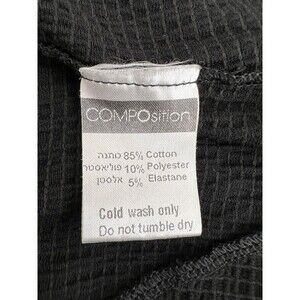 COMPOsition
כותנה 85% Cotton
פוליאסטר 10% Polyester
אלסטן 5% Elastane
Cold wash only
Do not tumble dry